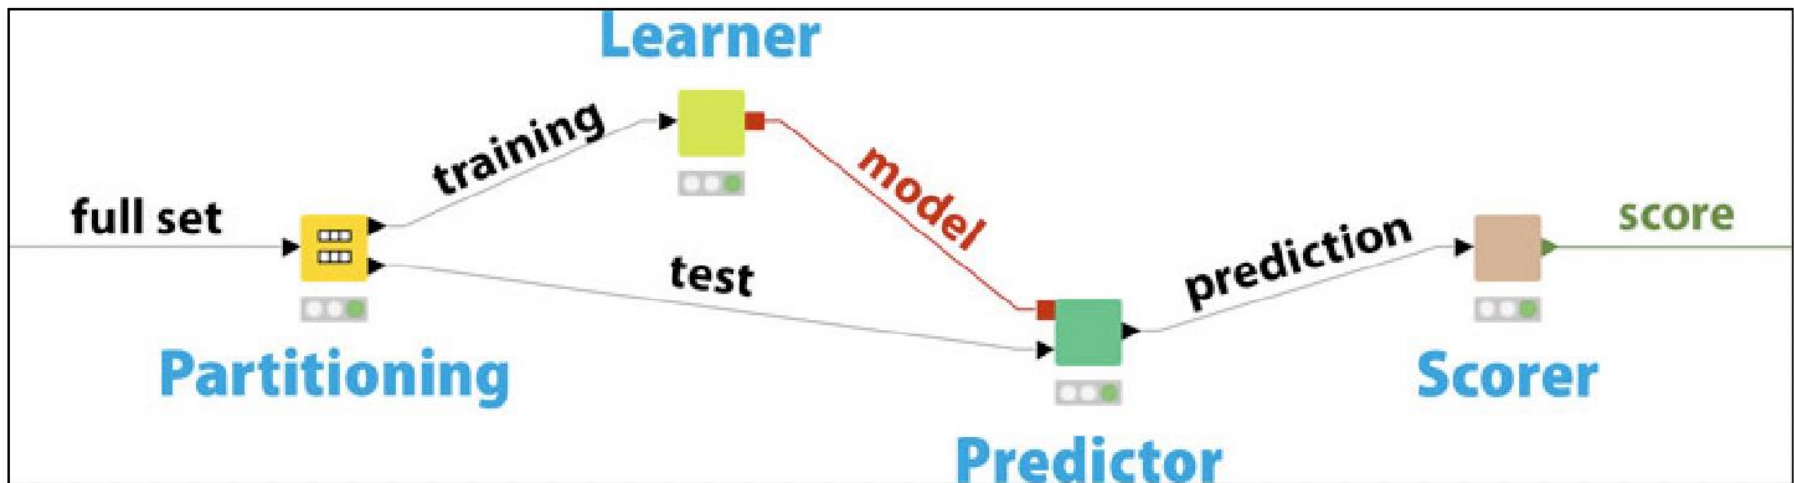 Learner
training
full set
model
test
prediction
score
Partitioning
Scorer
Predictor